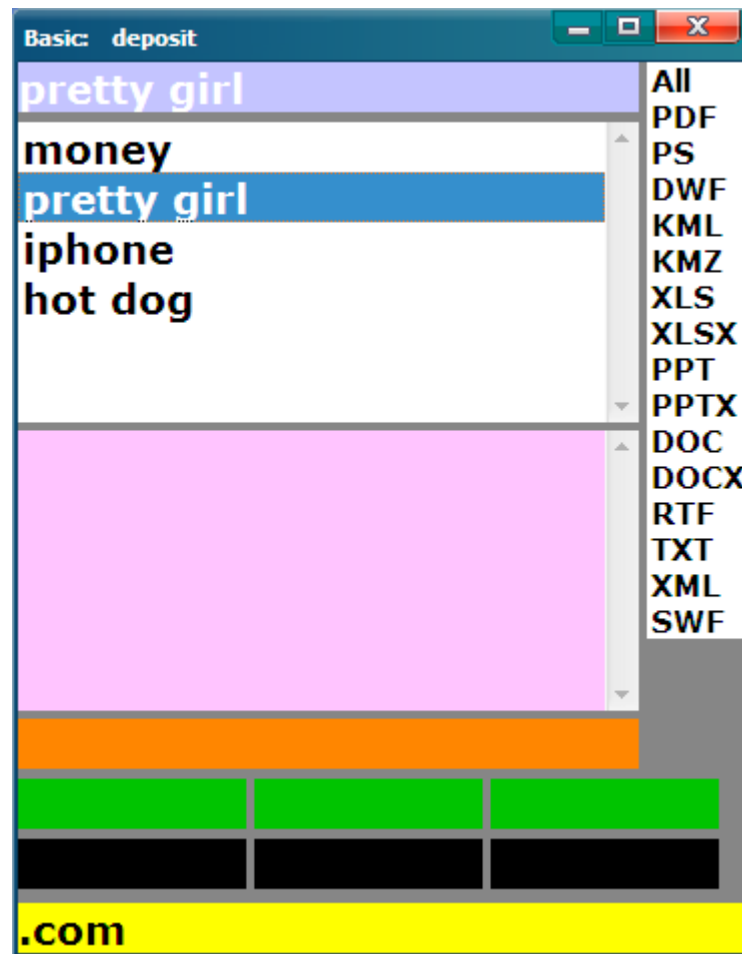 Basic: deposit
pretty girl
money
pretty girl
iphone
hot dog
All
PDF
PS
DWF
KML
KMZ
XLS
XLSX
PPT
PPTX
DOC
DOCX
RTF
TXT
XML
SWF
.com